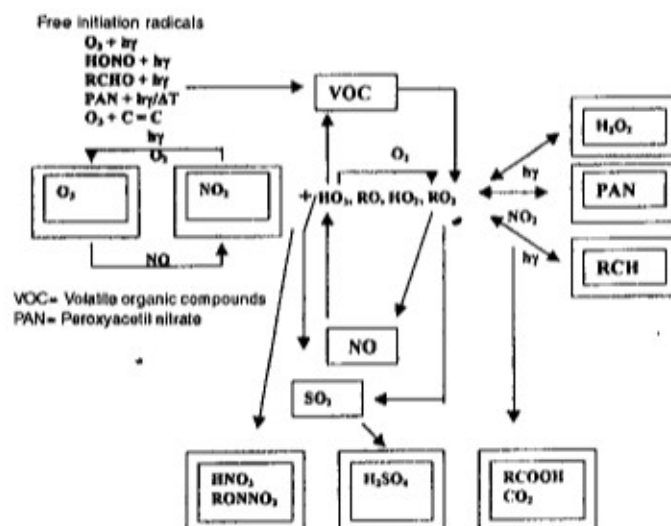 Free initiation radicals
O₃ + hγ
HONO + hγ
RCHO + hγ
PAN + hγ/ΔT
O₃ + C = C
hγ
O₂
O₃
NO₂
NO
VOC
O₂
+ HO₂, RO, HO₂, RO₂
hγ
NO₂
hγ
H₂O₂
PAN
RCH
VOC= Volatile organic compounds
PAN= Peroxyacetil nitrate
NO
SO₂
HNO₃
RONNO₂
H₂SO₄
RCOOH
CO₂